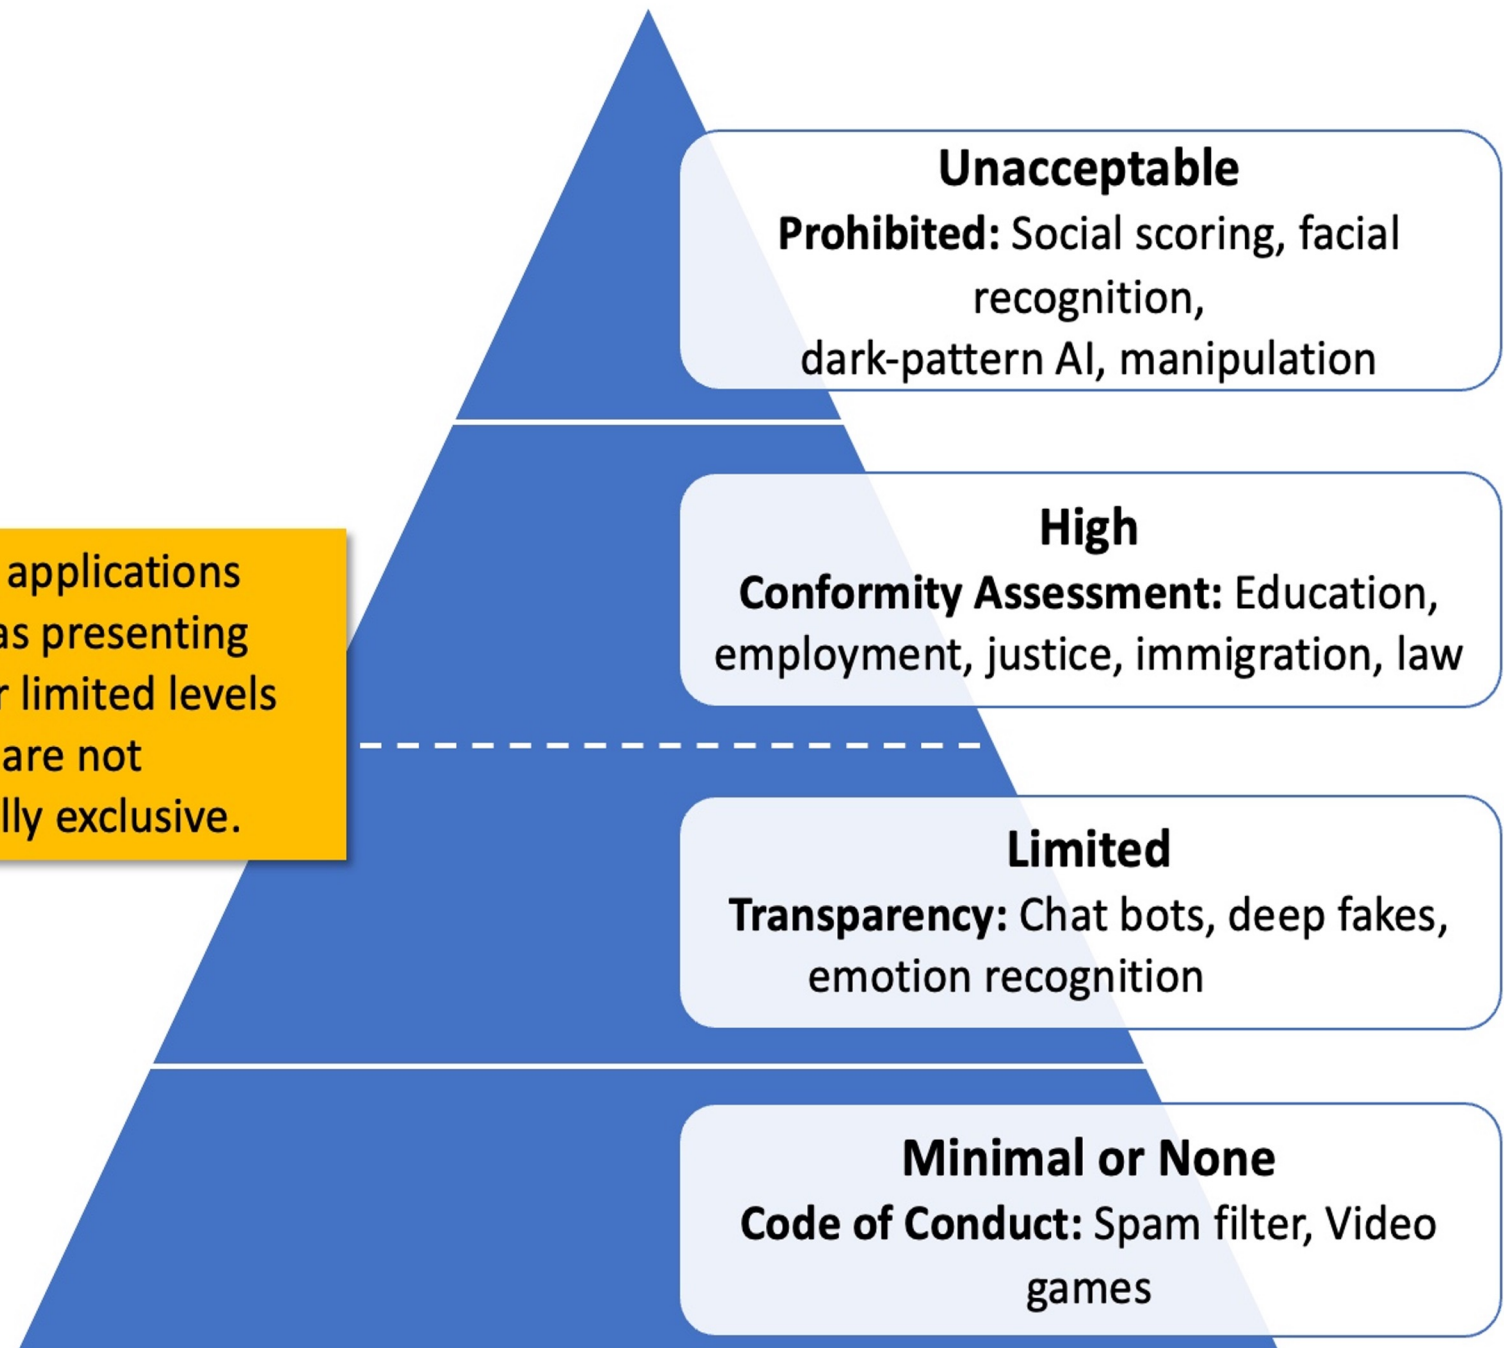 Unacceptable
Prohibited: Social scoring, facial
recognition,
dark-pattern AI, manipulation
High
Conformity Assessment: Education,
employment, justice, immigration, law
applications
as presenting
limited levels
are not
exclusive.
Limited
Transparency: Chat bots, deep fakes,
emotion recognition
Minimal or None
Code of Conduct: Spam filter, Video
games